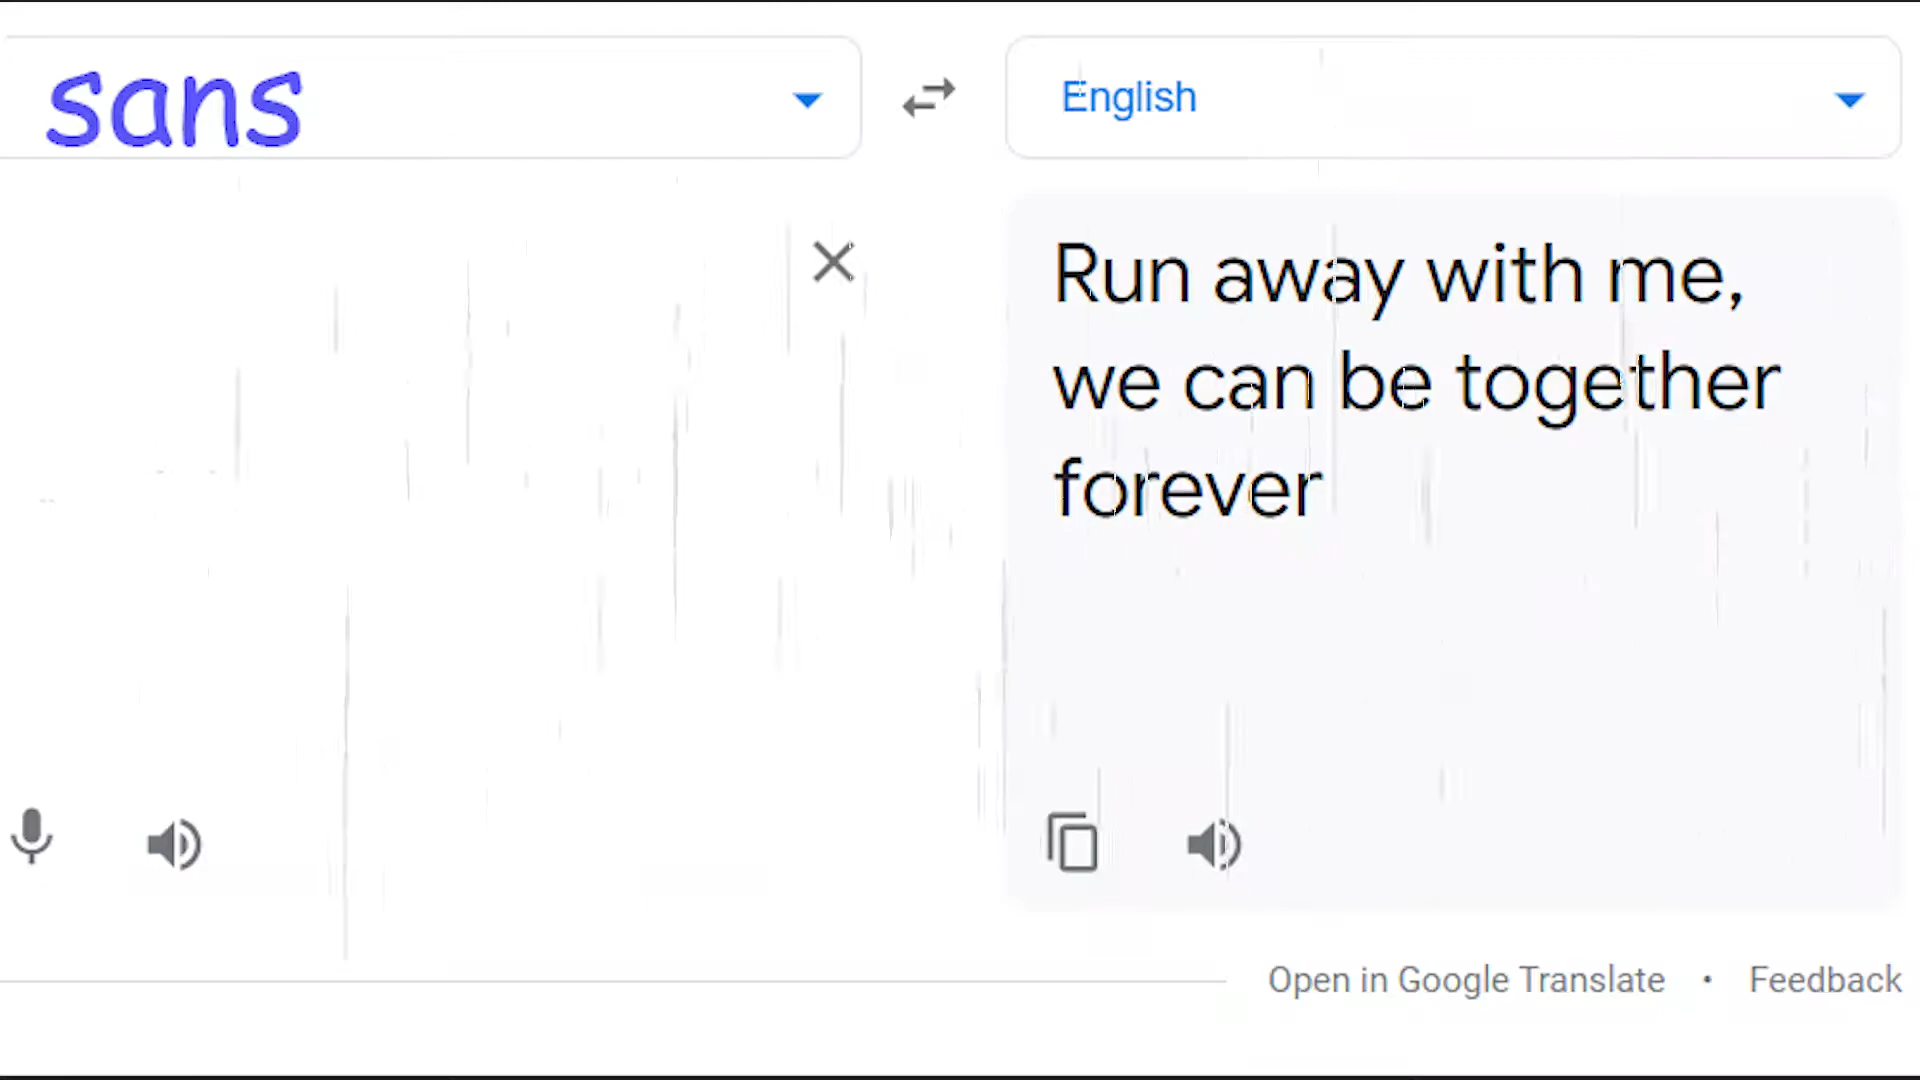 sans
English
Run away with me,
we can be together
forever
Open in Google Translate • Feedback